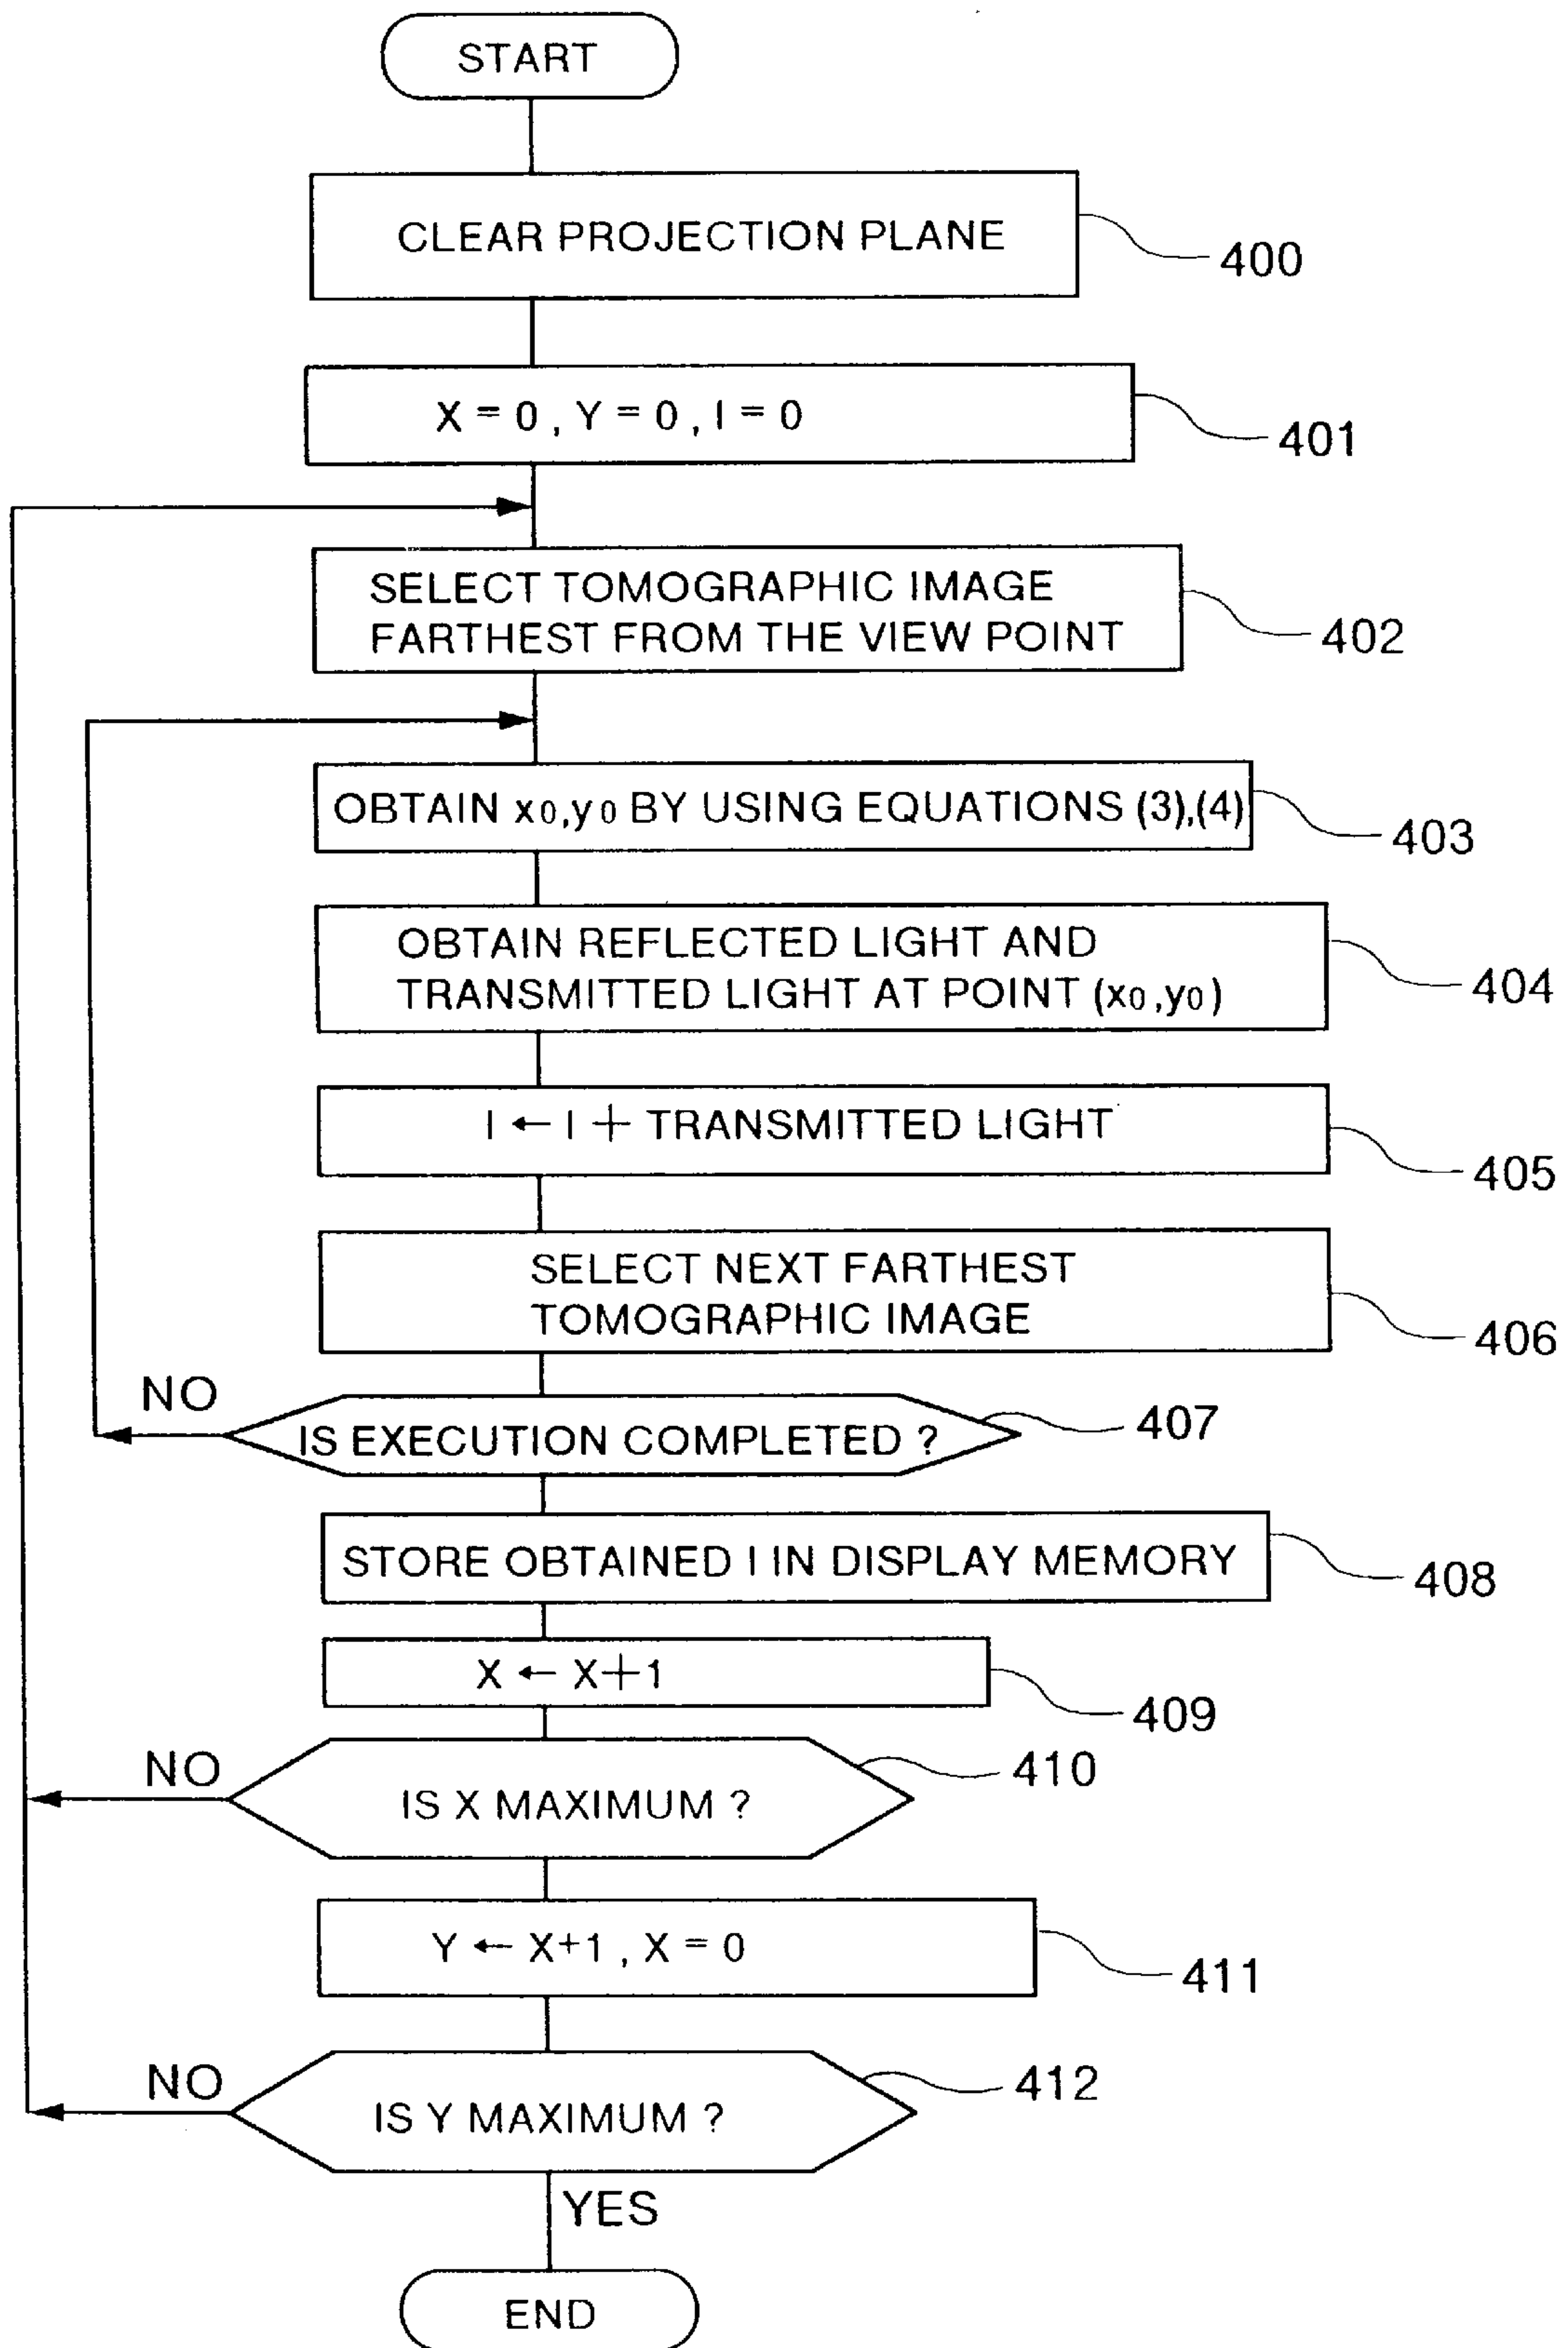 START
CLEAR PROJECTION PLANE
400
X = 0 , Y = 0 , I = 0
401
SELECT TOMOGRAPHIC IMAGE
FARTHEST FROM THE VIEW POINT
402
OBTAIN x0,y0 BY USING EQUATIONS (3),(4)
403
OBTAIN REFLECTED LIGHT AND
TRANSMITTED LIGHT AT POINT (x0,y0)
404
I ← I + TRANSMITTED LIGHT
405
SELECT NEXT FARTHEST
TOMOGRAPHIC IMAGE
406
NO
IS EXECUTION COMPLETED ?
407
STORE OBTAINED I IN DISPLAY MEMORY
408
X ← X+1
409
NO
IS X MAXIMUM ?
410
Y ← X+1 , X = 0
411
NO
IS Y MAXIMUM ?
412
YES
END